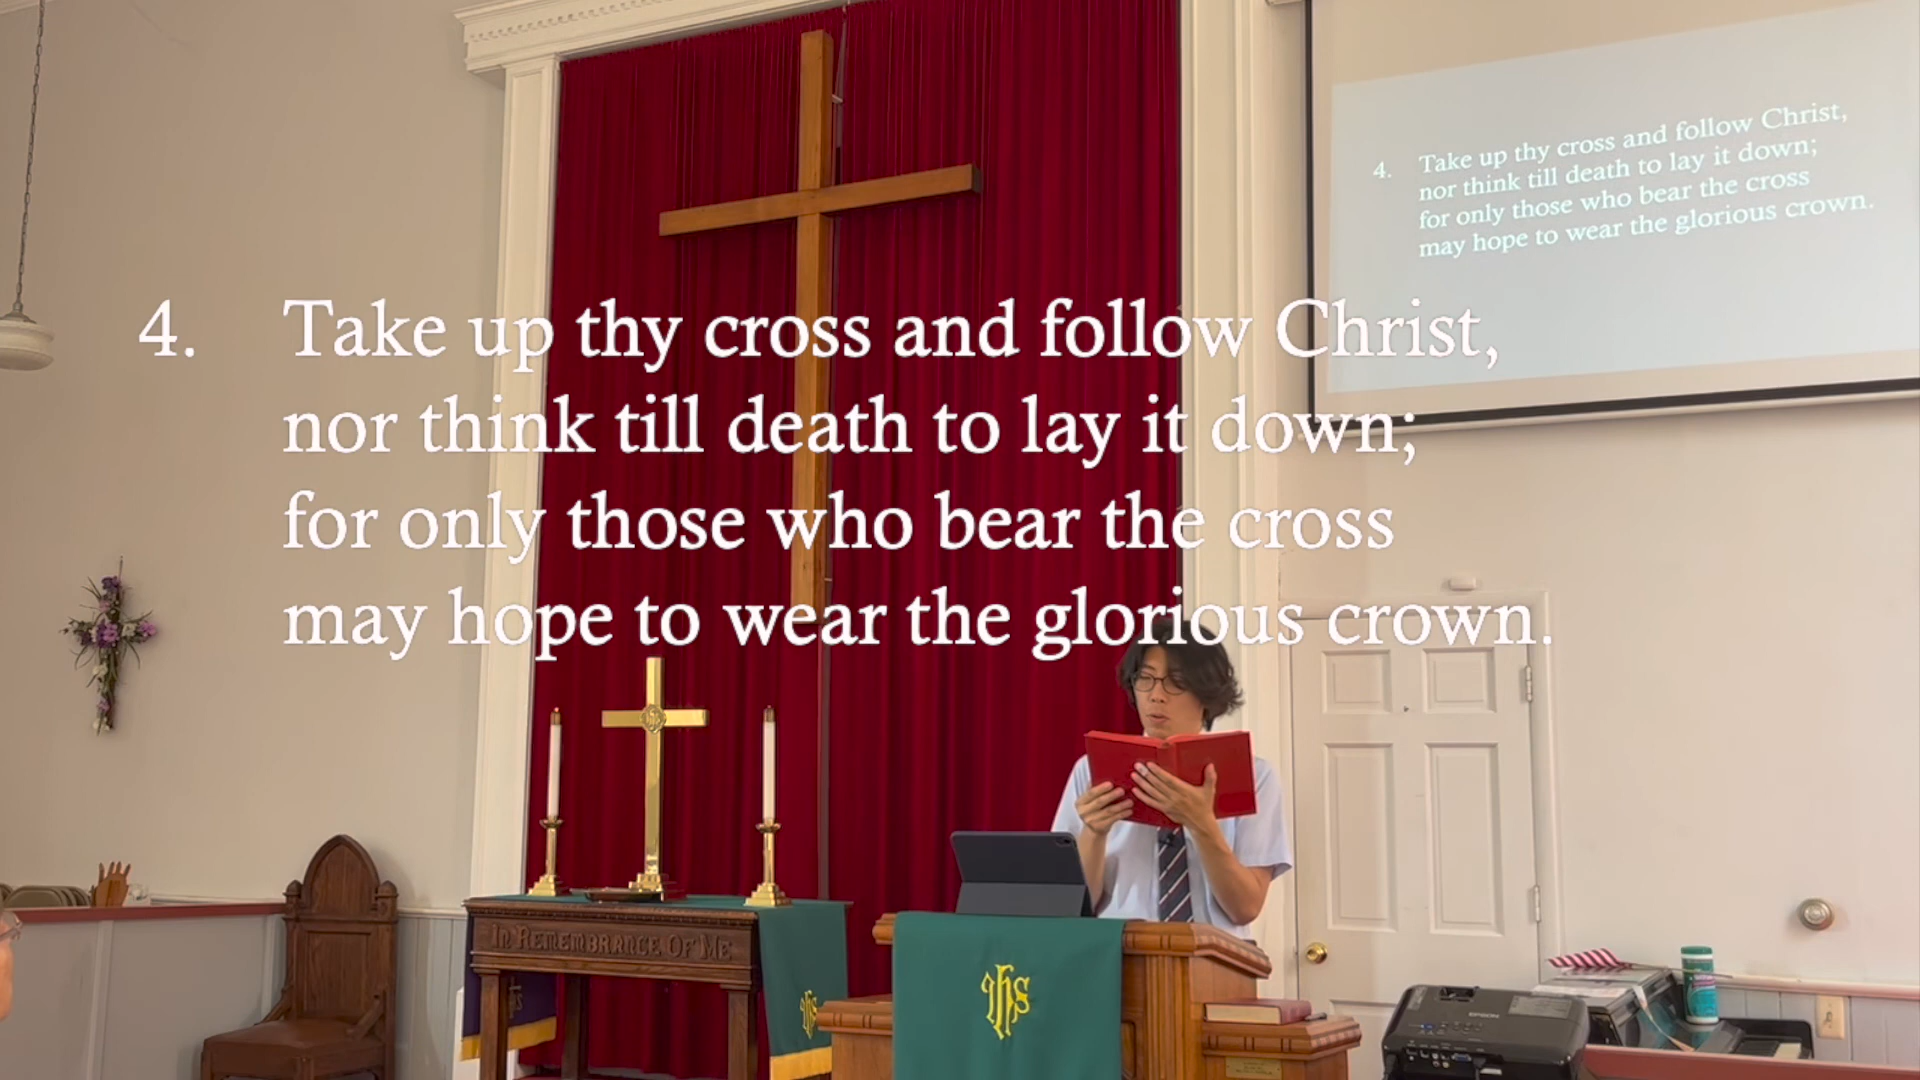 4. Take up thy cross and follow Christ,
nor think till death to lay it down;
for only those who bear the cross
may hope to wear the glorious crown.
4. Take up thy cross and follow Christ,
nor think till death to lay it down;
for only those who bear the cross
may hope to wear the glorious crown.
In Remembrance Of Me
IHS
IHS
EPSON